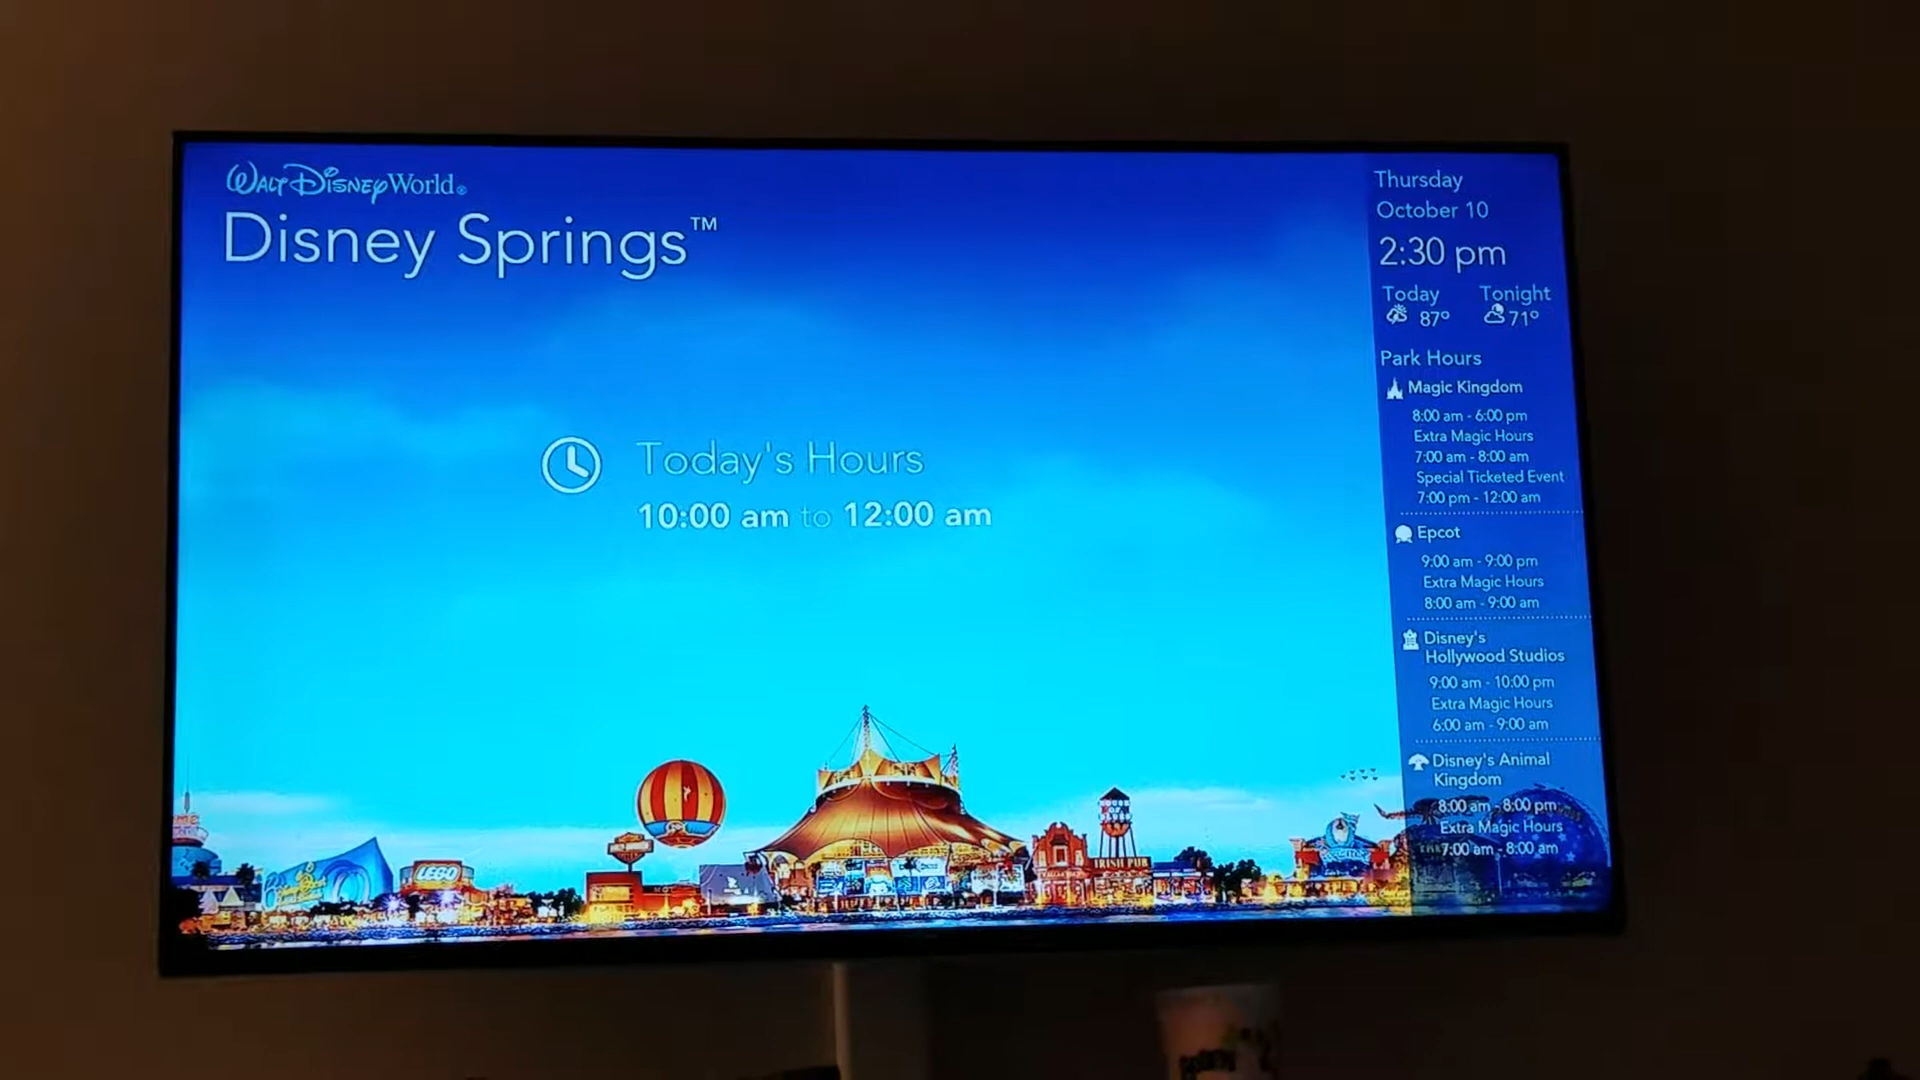 WALT DISNEY World®
Disney Springs™
Today's Hours
10:00 am to 12:00 am
LEGO
HOUSE OF BLUES
IRISH PUB
Thursday
October 10
2:30 pm
Today Tonight
87° 71°
Park Hours
Magic Kingdom
8:00 am - 6:00 pm
Extra Magic Hours
7:00 am - 8:00 am
Special Ticketed Event
7:00 pm - 12:00 am
Epcot
9:00 am - 9:00 pm
Extra Magic Hours
8:00 am - 9:00 am
Disney's
Hollywood Studios
9:00 am - 10:00 pm
Extra Magic Hours
6:00 am - 9:00 am
Disney's Animal
Kingdom
8:00 am - 8:00 pm
Extra Magic Hours
7:00 am - 8:00 am